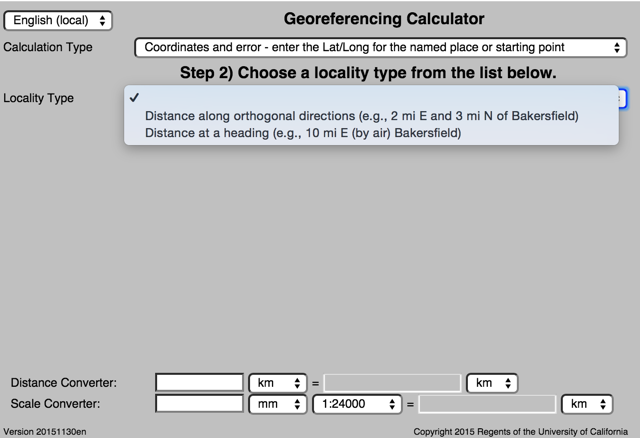 English (local)
Georeferencing Calculator
Calculation Type
Coordinates and error - enter the Lat/Long for the named place or starting point
Step 2) Choose a locality type from the list below.
Locality Type
✓
Distance along orthogonal directions (e.g., 2 mi E and 3 mi N of Bakersfield)
Distance at a heading (e.g., 10 mi E (by air) Bakersfield)
Distance Converter: km = km
Scale Converter: mm 1:24000 = km
Version 20151130en
Copyright 2015 Regents of the University of California